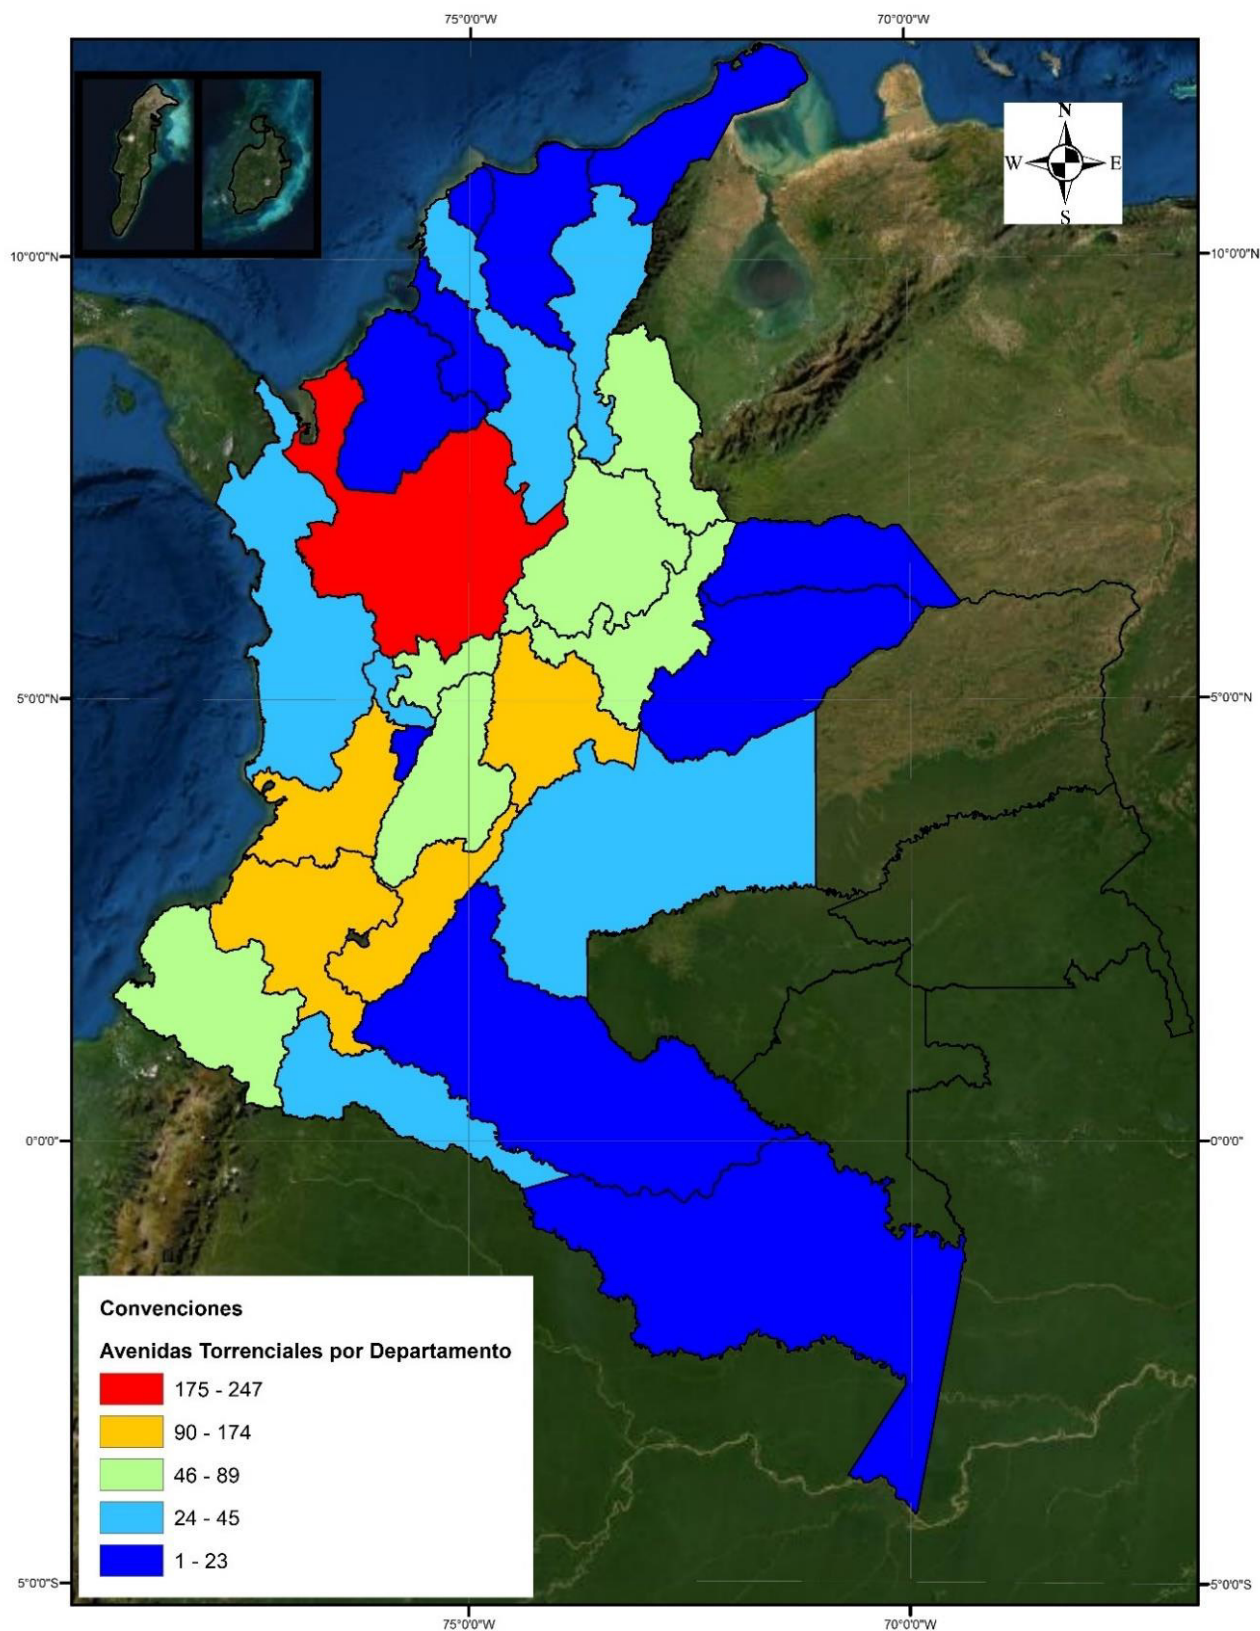 75°0'0"W
70°0'0"W
N
W
E
S
10°0'0"N
10°0'0"N
5°0'0"N
5°0'0"N
0°0'0"
0°0'0"
Convenciones
Avenidas Torrenciales por Departamento
175 - 247
90 - 174
46 - 89
24 - 45
1 - 23
5°0'0"S
5°0'0"S
75°0'0"W
70°0'0"W